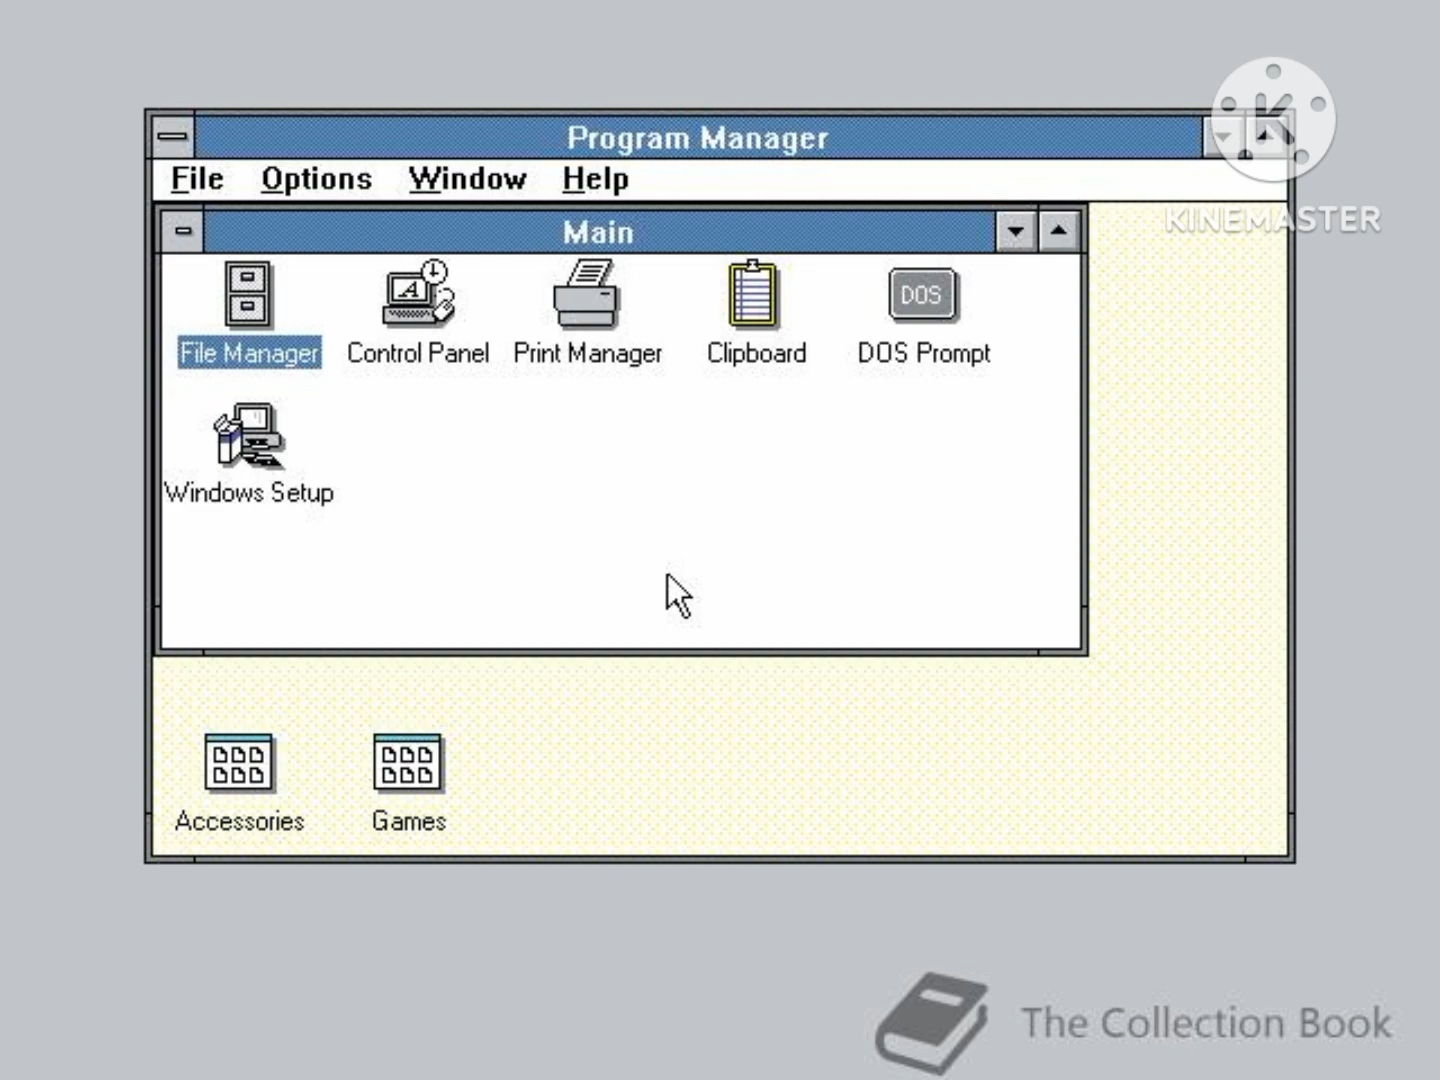 Program Manager
File Options Window Help
KINEMASTER
Main
A
DOS
File Manager Control Panel Print Manager Clipboard DOS Prompt
Windows Setup
Accessories Games
The Collection Book